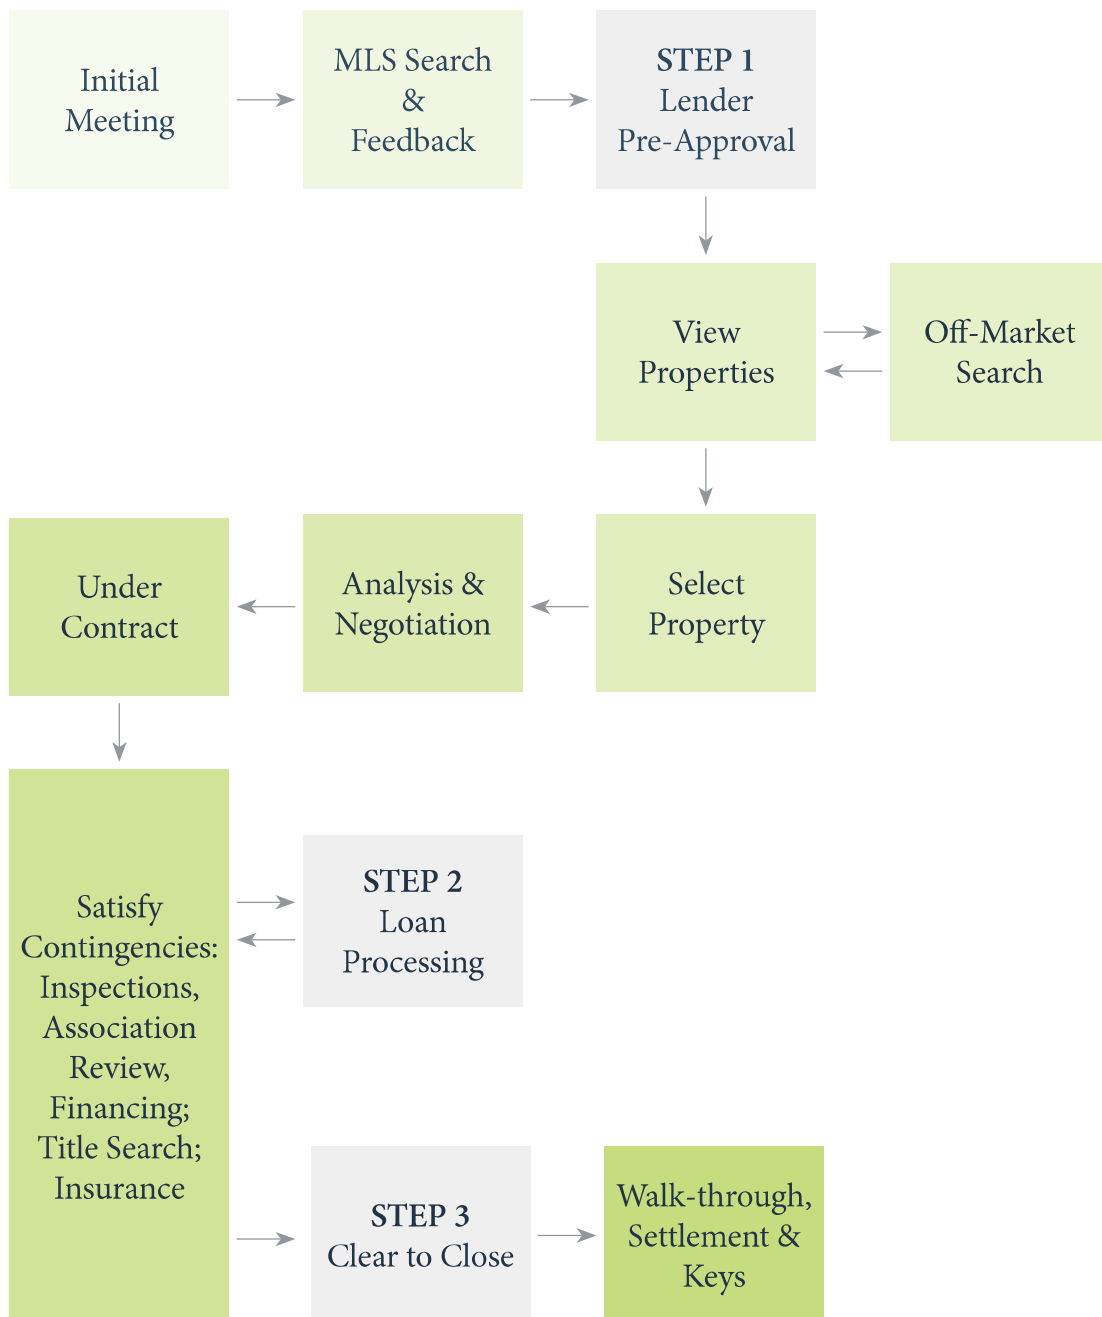 Initial
Meeting
MLS Search
&
Feedback
STEP 1
Lender
Pre-Approval
View
Properties
Off-Market
Search
Under
Contract
Analysis &
Negotiation
Select
Property
Satisfy
Contingencies:
Inspections,
Association
Review,
Financing;
Title Search;
Insurance
STEP 2
Loan
Processing
STEP 3
Clear to Close
Walk-through,
Settlement &
Keys